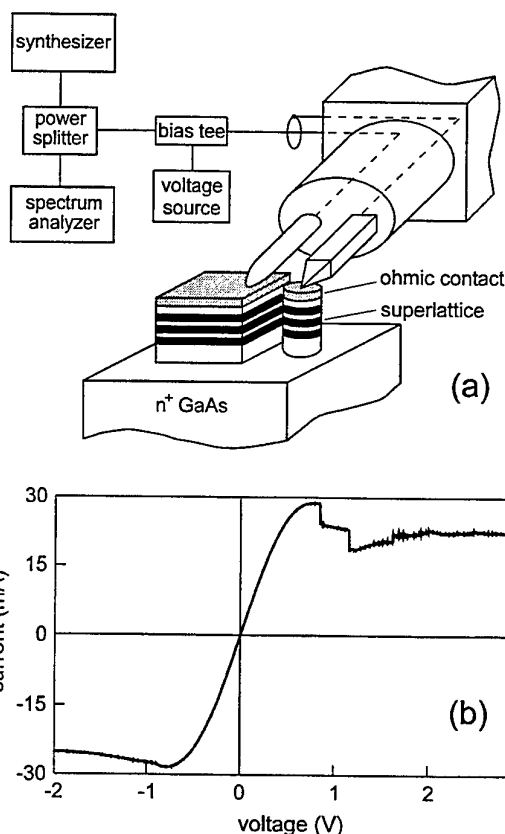 synthesizer
power
splitter
bias tee
spectrum
analyzer
voltage
source
ohmic contact
superlattice
n⁺ GaAs
(a)
30
15
0
-15
-30
(mA)
(b)
-2
-1
0
1
2
voltage (V)